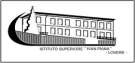 ISTITUTO SUPERIORE "IVAN PIANA"
- LOVERE -